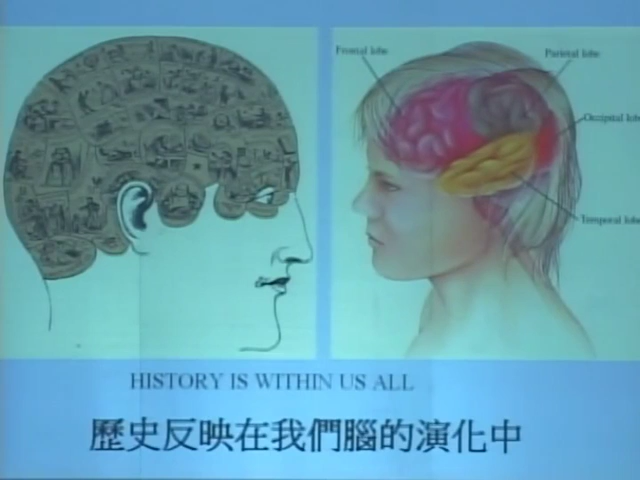 Frontal lobe
Parietal lobe
Occipital lobe
Temporal lobe
HISTORY IS WITHIN US ALL
歷史反映在我們腦的演化中